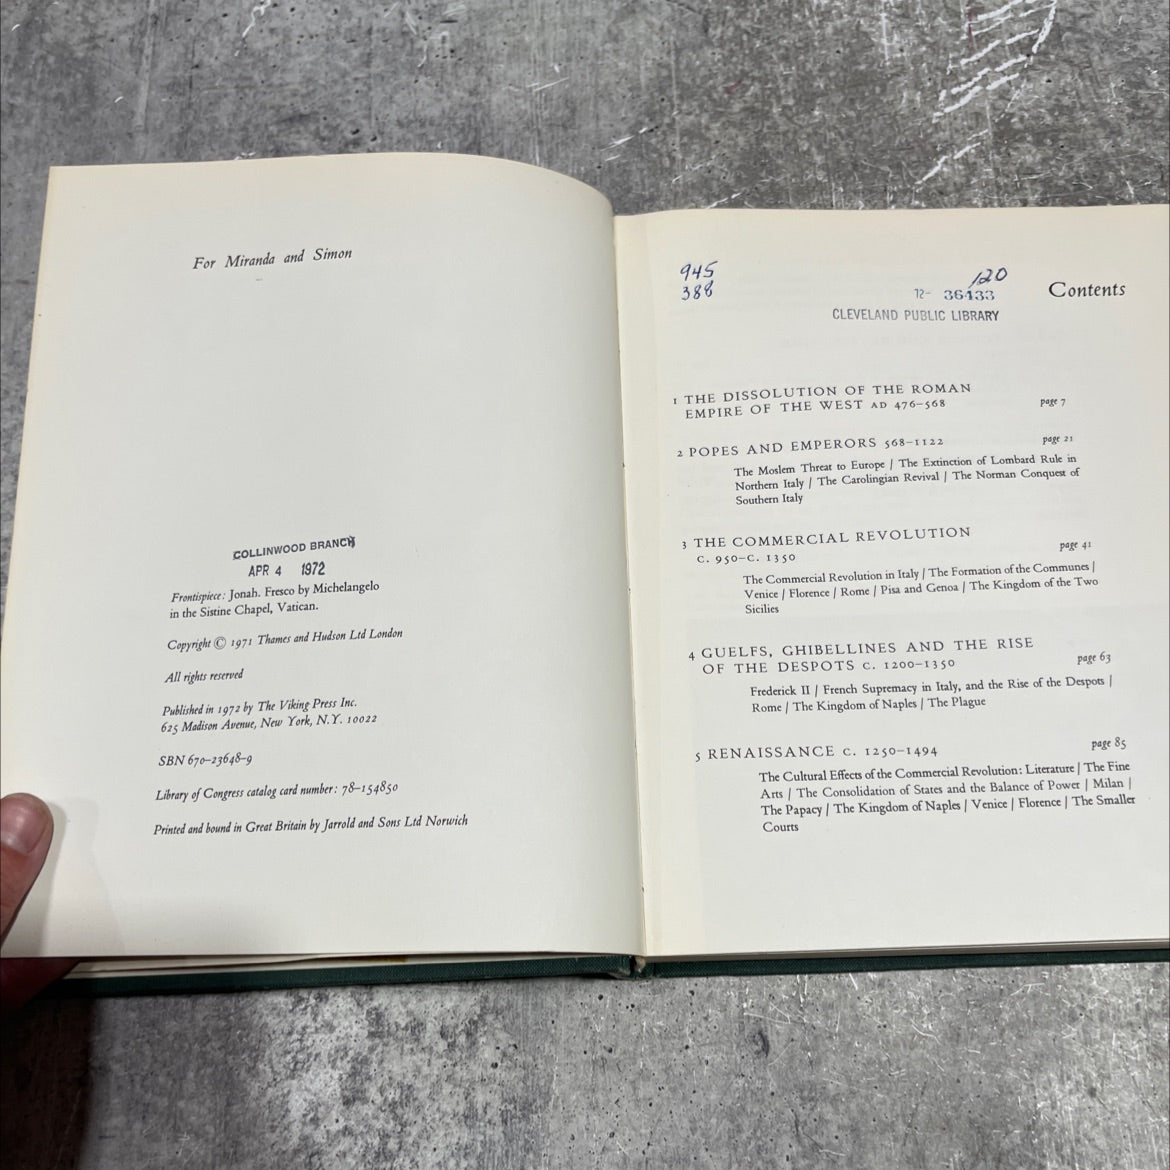 For Miranda and Simon
COLLINWOOD BRANCH
APR 4 1972
Frontispiece: Jonah. Fresco by Michelangelo
in the Sistine Chapel, Vatican.
Copyright © 1971 Thames and Hudson Ltd London
All rights reserved
Published in 1972 by The Viking Press Inc.
625 Madison Avenue, New York, N.Y. 10022
SBN 670-23648-9
Library of Congress catalog card number: 78-154850
Printed and bound in Great Britain by Jarrold and Sons Ltd Norwich
945
388
120
72- 36433
CLEVELAND PUBLIC LIBRARY
Contents
1 THE DISSOLUTION OF THE ROMAN
EMPIRE OF THE WEST AD 476–568 page 7
2 POPES AND EMPERORS 568–1122 page 21
The Moslem Threat to Europe | The Extinction of Lombard Rule in
Northern Italy | The Carolingian Revival | The Norman Conquest of
Southern Italy
3 THE COMMERCIAL REVOLUTION
C. 950–C. 1350 page 41
The Commercial Revolution in Italy | The Formation of the Communes |
Venice | Florence | Rome | Pisa and Genoa | The Kingdom of the Two
Sicilies
4 GUELFS, GHIBELLINES AND THE RISE
OF THE DESPOTS C. 1200–1350 page 63
Frederick II | French Supremacy in Italy, and the Rise of the Despots |
Rome | The Kingdom of Naples | The Plague
5 RENAISSANCE C. 1250–1494 page 85
The Cultural Effects of the Commercial Revolution: Literature | The Fine
Arts | The Consolidation of States and the Balance of Power | Milan |
The Papacy | The Kingdom of Naples | Venice | Florence | The Smaller
Courts